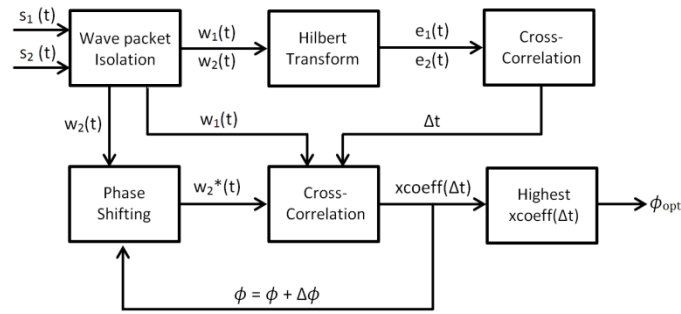 s₁ (t)
s₂ (t)
Wave packet
Isolation
w₁(t)
w₂(t)
Hilbert
Transform
e₁(t)
e₂(t)
Cross-
Correlation
w₂(t)
w₁(t)
Δt
Phase
Shifting
w₂*(t)
Cross-
Correlation
xcoeff(Δt)
Highest
xcoeff(Δt)
ϕopt
ϕ = ϕ + Δϕ